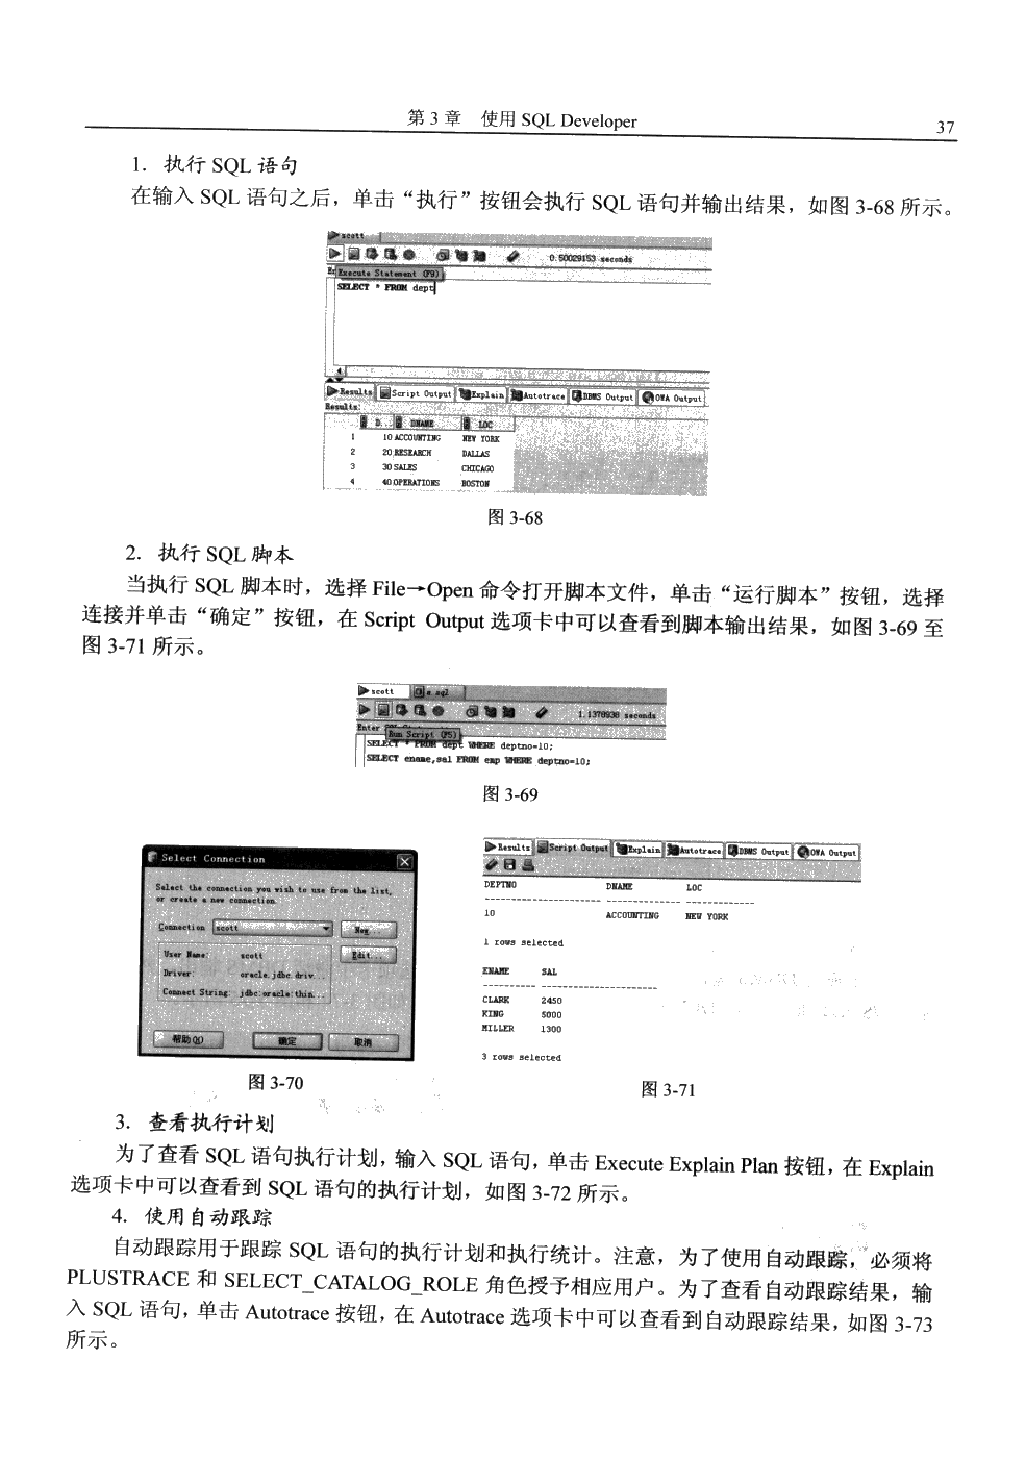 第 3 章 使用 SQL Developer
37
1. 执行 SQL 语句
在输入 SQL 语句之后，单击“执行”按钮会执行 SQL 语句并输出结果，如图 3-68 所示。
scott
0.50029153 seconds
Execute Statement (F9)
SELECT * FROM dept
Results Script Output Explain Autotrace DBMS Output OWA Output
Results:
D... DNAME LOC
1 10 ACCOUNTING NEW YORK
2 20 RESEARCH DALLAS
3 30 SALES CHICAGO
4 40 OPERATIONS BOSTON
图 3-68
2. 执行 SQL 脚本
当执行 SQL 脚本时，选择 File→Open 命令打开脚本文件，单击“运行脚本”按钮，选择
连接并单击“确定”按钮，在 Script Output 选项卡中可以查看到脚本输出结果，如图 3-69 至
图 3-71 所示。
scott a.sql
1.1378938 seconds
Enter
Run Script (F5)
SELECT * FROM dept WHERE deptno=10;
SELECT ename,sal FROM emp WHERE deptno=10;
图 3-69
Select Connection
Select the connection you wish to use from the list,
or create a new connection.
Connection scott New...
User Name: scott Edit...
Driver: oracle.jdbc.driv...
Connect String: jdbc:oracle:thin...
帮助(H) 确定 取消
图 3-70
Results Script Output Explain Autotrace DBMS Output OWA Output
DEPTNO DNAME LOC
10 ACCOUNTING NEW YORK
1 rows selected
ENAME SAL
CLARK 2450
KING 5000
MILLER 1300
3 rows selected
图 3-71
3. 查看执行计划
为了查看 SQL 语句执行计划，输入 SQL 语句，单击 Execute Explain Plan 按钮，在 Explain
选项卡中可以查看到 SQL 语句的执行计划，如图 3-72 所示。
4. 使用自动跟踪
自动跟踪用于跟踪 SQL 语句的执行计划和执行统计。注意，为了使用自动跟踪，必须将
PLUSTRACE 和 SELECT_CATALOG_ROLE 角色授予相应用户。为了查看自动跟踪结果，输
入 SQL 语句，单击 Autotrace 按钮，在 Autotrace 选项卡中可以查看到自动跟踪结果，如图 3-73
所示。